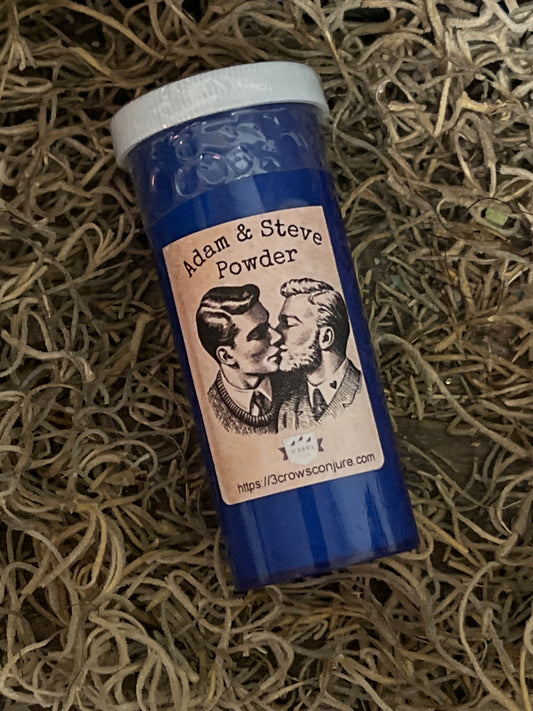 Adam & Steve
Powder
https://3crowsconjure.com